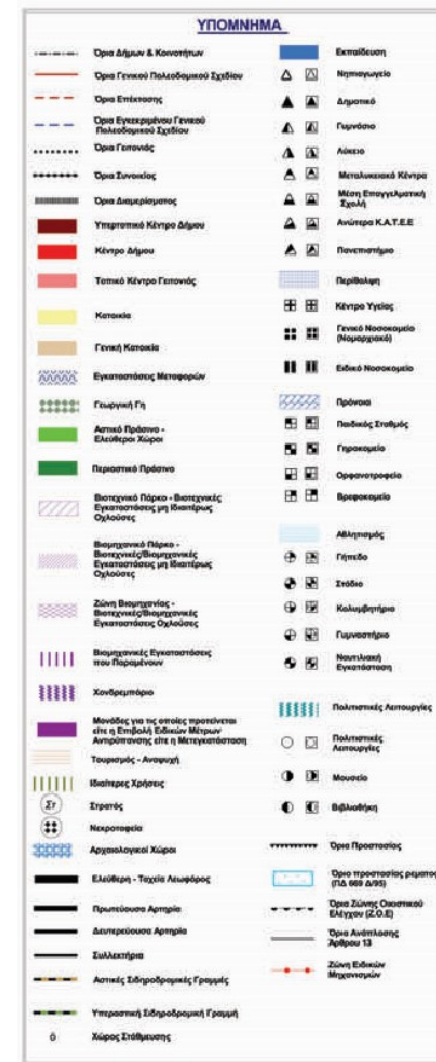 ΥΠΟΜΝΗΜΑ
Όρια Δήμων & Κοινοτήτων
Όρια Γενικού Πολεοδομικού Σχεδίου
Όρια Επέκτασης
Όρια Εγκεκριμένου Γενικού
Πολεοδομικού Σχεδίου
Όρια Γειτονιάς
Όρια Συνοικίας
Όρια Διαμερίσματος
Υπερτοπικό Κέντρο Δήμου
Κέντρο Δήμου
Τοπικό Κέντρο Γειτονιάς
Κατοικία
Γενική Κατοικία
Εγκαταστάσεις Μεταφορών
Γεωργική Γη
Αστικό Πράσινο -
Ελεύθεροι Χώροι
Περιαστικό Πράσινο
Βιοτεχνικό Πάρκο - Βιοτεχνικές
Εγκαταστάσεις μη Ιδιαιτέρως
Οχλούσες
Βιομηχανικό Πάρκο -
Βιοτεχνικές/Βιομηχανικές
Εγκαταστάσεις μη Ιδιαιτέρως
Οχλούσες
Ζώνη Βιομηχανίας -
Βιοτεχνικές/Βιομηχανικές
Εγκαταστάσεις Οχλούσες
Βιομηχανικές Εγκαταστάσεις
που Παραμένουν
Χονδρεμπόριο
Μονάδες για τις οποίες προτείνεται
είτε η Επιβολή Ειδικών Μέτρων
Αντιρύπανσης είτε η Μετεγκατάσταση
Τουρισμός - Αναψυχή
Ιδιαίτερες Χρήσεις
Στ Στρατός
Νεκροταφεία
Αρχαιολογικοί Χώροι
Ελεύθερη - Ταχεία Λεωφόρος
Πρωτεύουσα Αρτηρία
Δευτερεύουσα Αρτηρία
Συλλεκτήρια
Αστικές Σιδηροδρομικές Γραμμές
Υπεραστική Σιδηροδρομική Γραμμή
Χώρος Στάθμευσης
Εκπαίδευση
Νηπιαγωγείο
Δημοτικό
Γυμνάσιο
Λύκειο
Μεταλυκειακά Κέντρα
Μέση Επαγγελματική
Σχολή
Ανώτερα Κ.Α.Τ.Ε.Ε
Πανεπιστήμιο
Περίθαλψη
Κέντρο Υγείας
Γενικό Νοσοκομείο
(Νομαρχιακό)
Ειδικό Νοσοκομείο
Πρόνοια
Παιδικός Σταθμός
Γηροκομείο
Ορφανοτροφείο
Βρεφοκομείο
Αθλητισμός
Γήπεδο
Στάδιο
Κολυμβητήριο
Γυμναστήριο
Ναυτιλιακή
Εγκατάσταση
Πολιτιστικές Λειτουργίες
Πολιτιστικές
Λειτουργίες
Μουσείο
Βιβλιοθήκη
Όριο Προστασίας
Όριο προστασίας ρεματος
(ΠΔ 669 Δ/95)
Όρια Ζώνης Οικιστικού
Ελέγχου (Ζ.Ο.Ε)
Όρια Ανάπλασης
Άρθρου 13
Ζώνη Ειδικών
Μηχανισμών